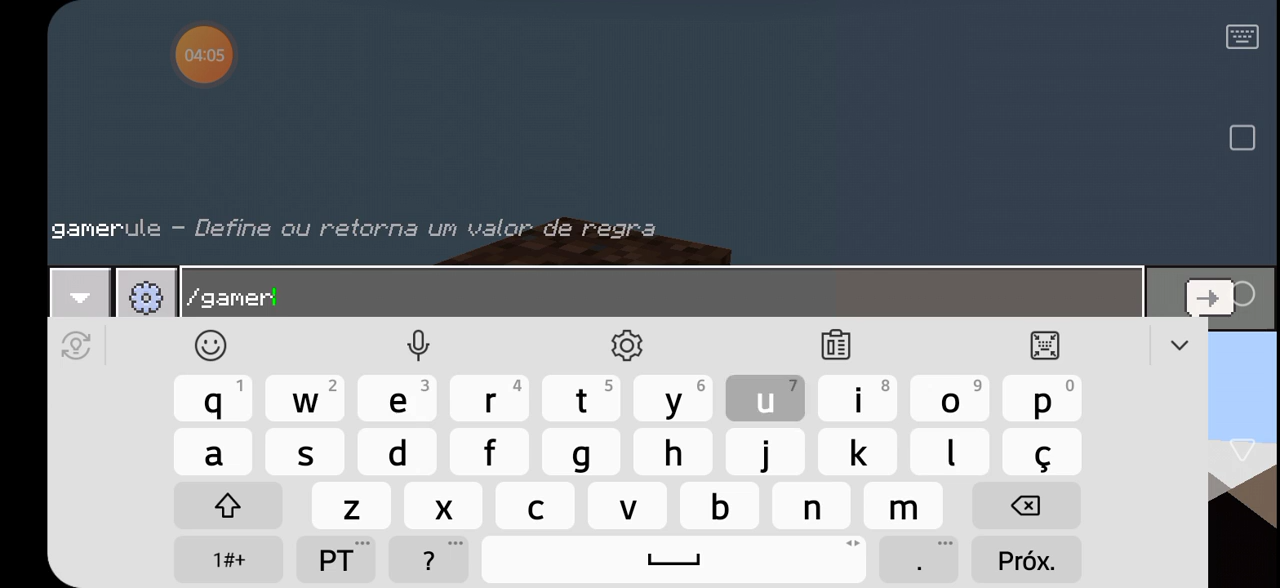 04:05
gamerule - Define ou retorna um valor de regra
/gamer
q 1 w 2 e 3 r 4 t 5 y 6 u 7 i 8 o 9 p 0
a s d f g h j k l ç
z x c v b n m
1#+ PT ? . Próx.